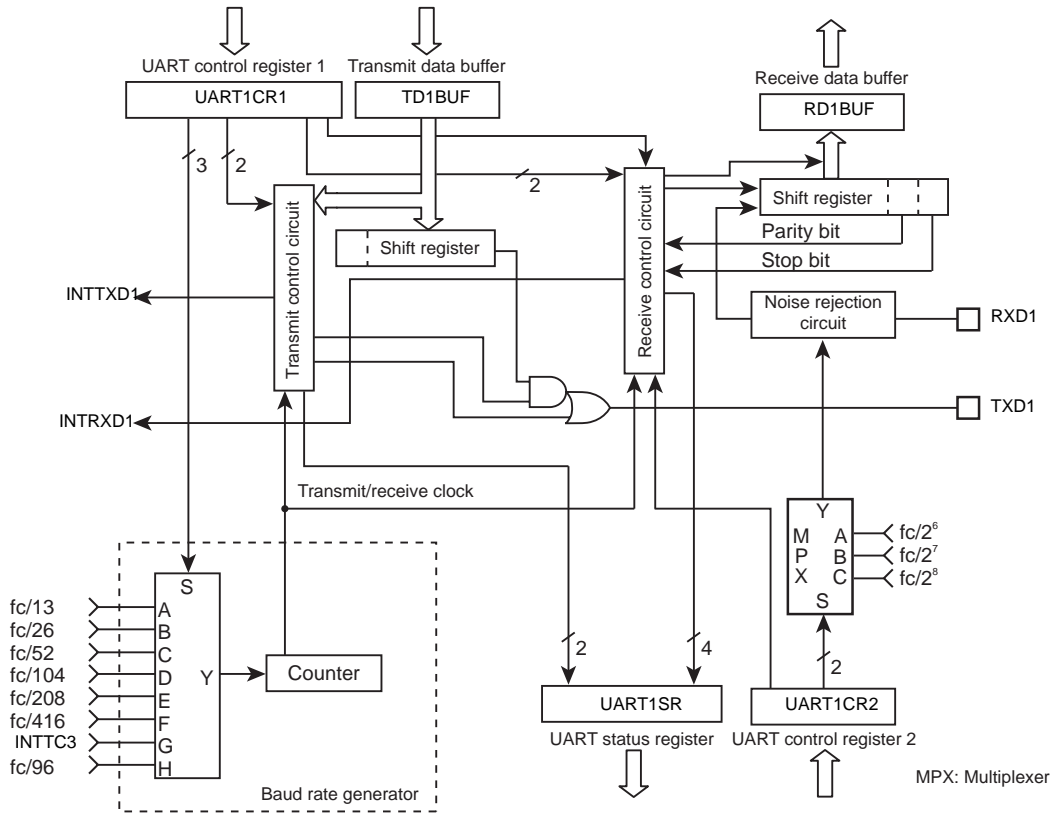 UART control register 1
Transmit data buffer
Receive data buffer
UART1CR1
TD1BUF
RD1BUF
3
2
2
Transmit control circuit
Receive control circuit
Shift register
Shift register
Parity bit
Stop bit
INTTXD1
Noise rejection
circuit
RXD1
INTRXD1
TXD1
Transmit/receive clock
Y
M
P
X
A
B
C
S
fc/2⁶
fc/2⁷
fc/2⁸
S
fc/13
A
fc/26
B
fc/52
C
fc/104
D
fc/208
E
fc/416
F
INTTC3
G
fc/96
H
Y
Counter
2
4
2
UART1SR
UART1CR2
UART status register
UART control register 2
Baud rate generator
MPX: Multiplexer